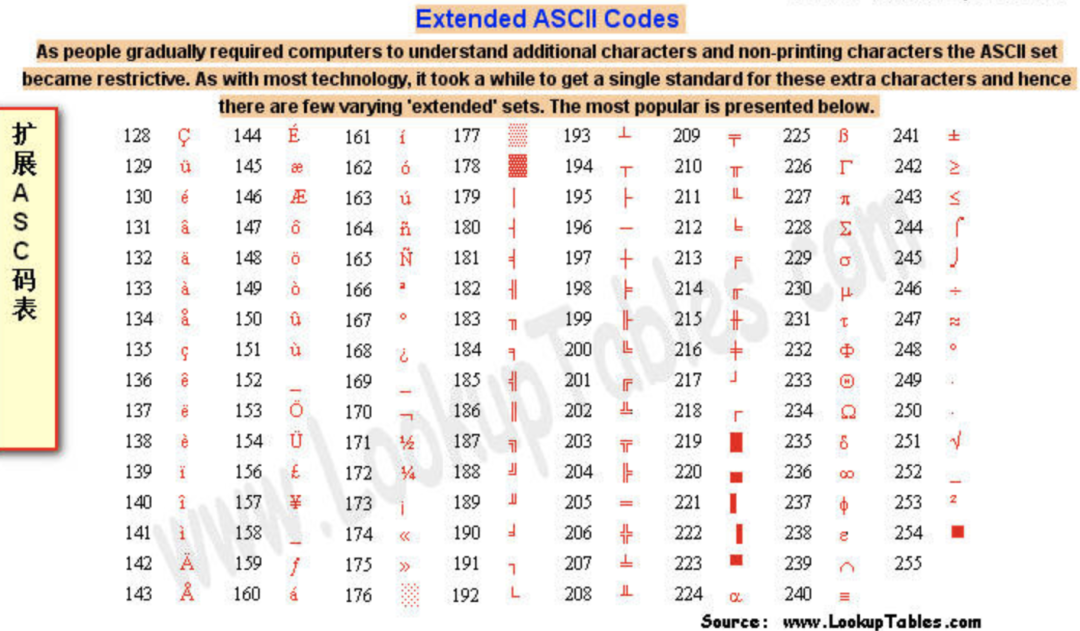 Extended ASCII Codes
As people gradually required computers to understand additional characters and non-printing characters the ASCII set
became restrictive. As with most technology, it took a while to get a single standard for these extra characters and hence
there are few varying 'extended' sets. The most popular is presented below.
扩展ASC码表
128 Ç 144 É 161 í 177 ▒ 193 ┴ 209 ╤ 225 ß 241 ±
129 ü 145 æ 162 ó 178 ▓ 194 ┬ 210 ╥ 226 Γ 242 ≥
130 é 146 Æ 163 ú 179 │ 195 ├ 211 ╙ 227 π 243 ≤
131 â 147 ô 164 ñ 180 ┤ 196 ─ 212 ╘ 228 Σ 244 ⌠
132 ä 148 ö 165 Ñ 181 ╡ 197 ┼ 213 ╒ 229 σ 245 ⌡
133 à 149 ò 166 ª 182 ╢ 198 ╞ 214 ╓ 230 µ 246 ÷
134 å 150 û 167 º 183 ╖ 199 ╟ 215 ╫ 231 τ 247 ≈
135 ç 151 ù 168 ¿ 184 ╕ 200 ╚ 216 ╪ 232 Φ 248 °
136 ê 152 _ 169 _ 185 ╣ 201 ╔ 217 ┘ 233 Θ 249 ∙
137 ë 153 Ö 170 ¬ 186 ║ 202 ╩ 218 ┌ 234 Ω 250 ·
138 è 154 Ü 171 ½ 187 ╗ 203 ╦ 219 █ 235 δ 251 √
139 ï 156 £ 172 ¼ 188 ╝ 204 ╠ 220 ▄ 236 ∞ 252 _
140 î 157 ¥ 173 ¡ 189 ╜ 205 ═ 221 ▌ 237 φ 253 ²
141 ì 158 _ 174 « 190 ╛ 206 ╬ 222 ▐ 238 ε 254 ■
142 Ä 159 ƒ 175 » 191 ┐ 207 ╧ 223 ▀ 239 ∩ 255
143 Å 160 á 176 ░ 192 └ 208 ╨ 224 α 240 ≡
www.LookupTables.com
Source: www.LookupTables.com